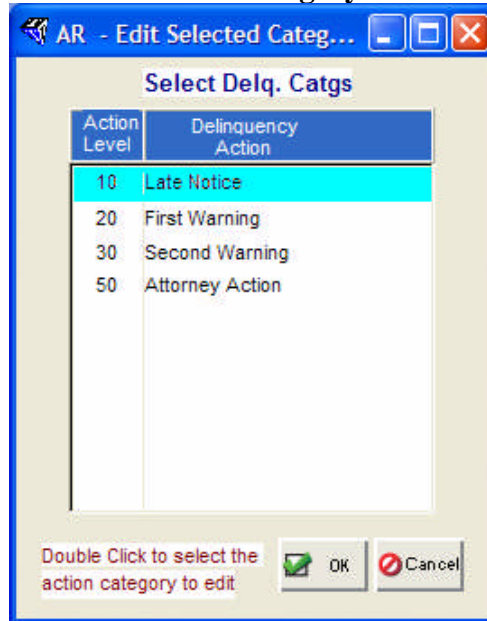 AR - Edit Selected Categ...
Select Delq. Catgs
Action Level Delinquency Action
10 Late Notice
20 First Warning
30 Second Warning
50 Attorney Action
Double Click to select the
action category to edit
OK Cancel